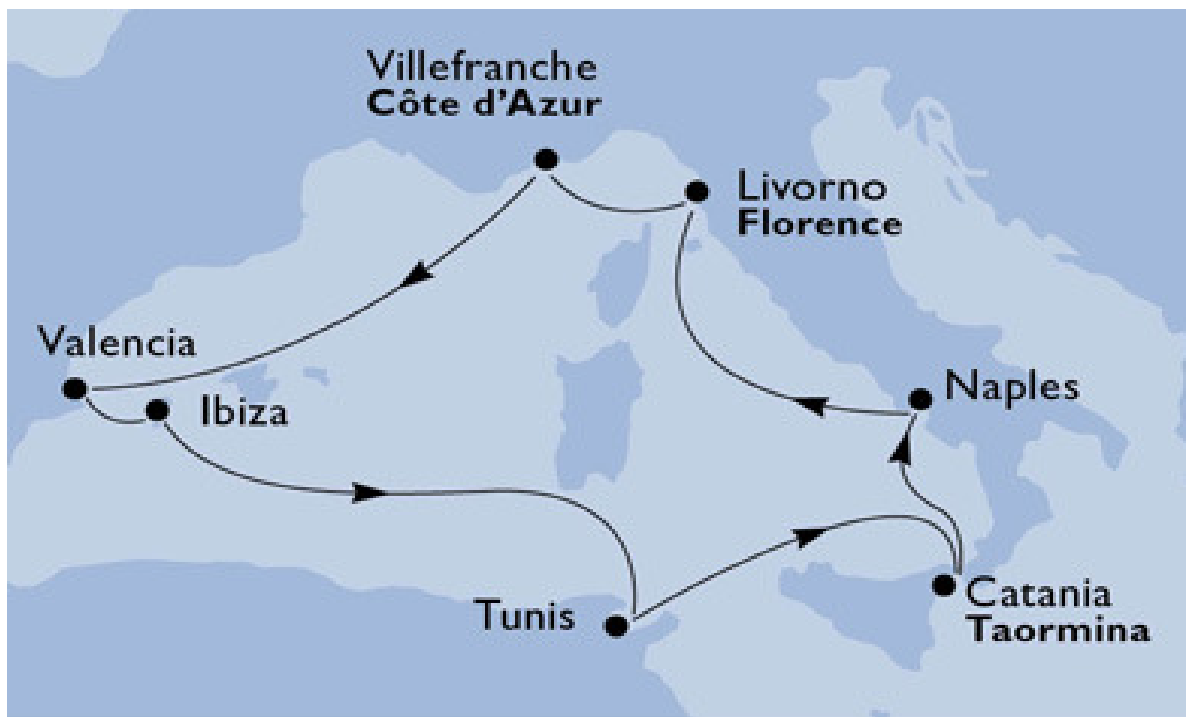 Villefranche
Côte d'Azur
Livorno
Florence
Valencia
Ibiza
Naples
Tunis
Catania
Taormina